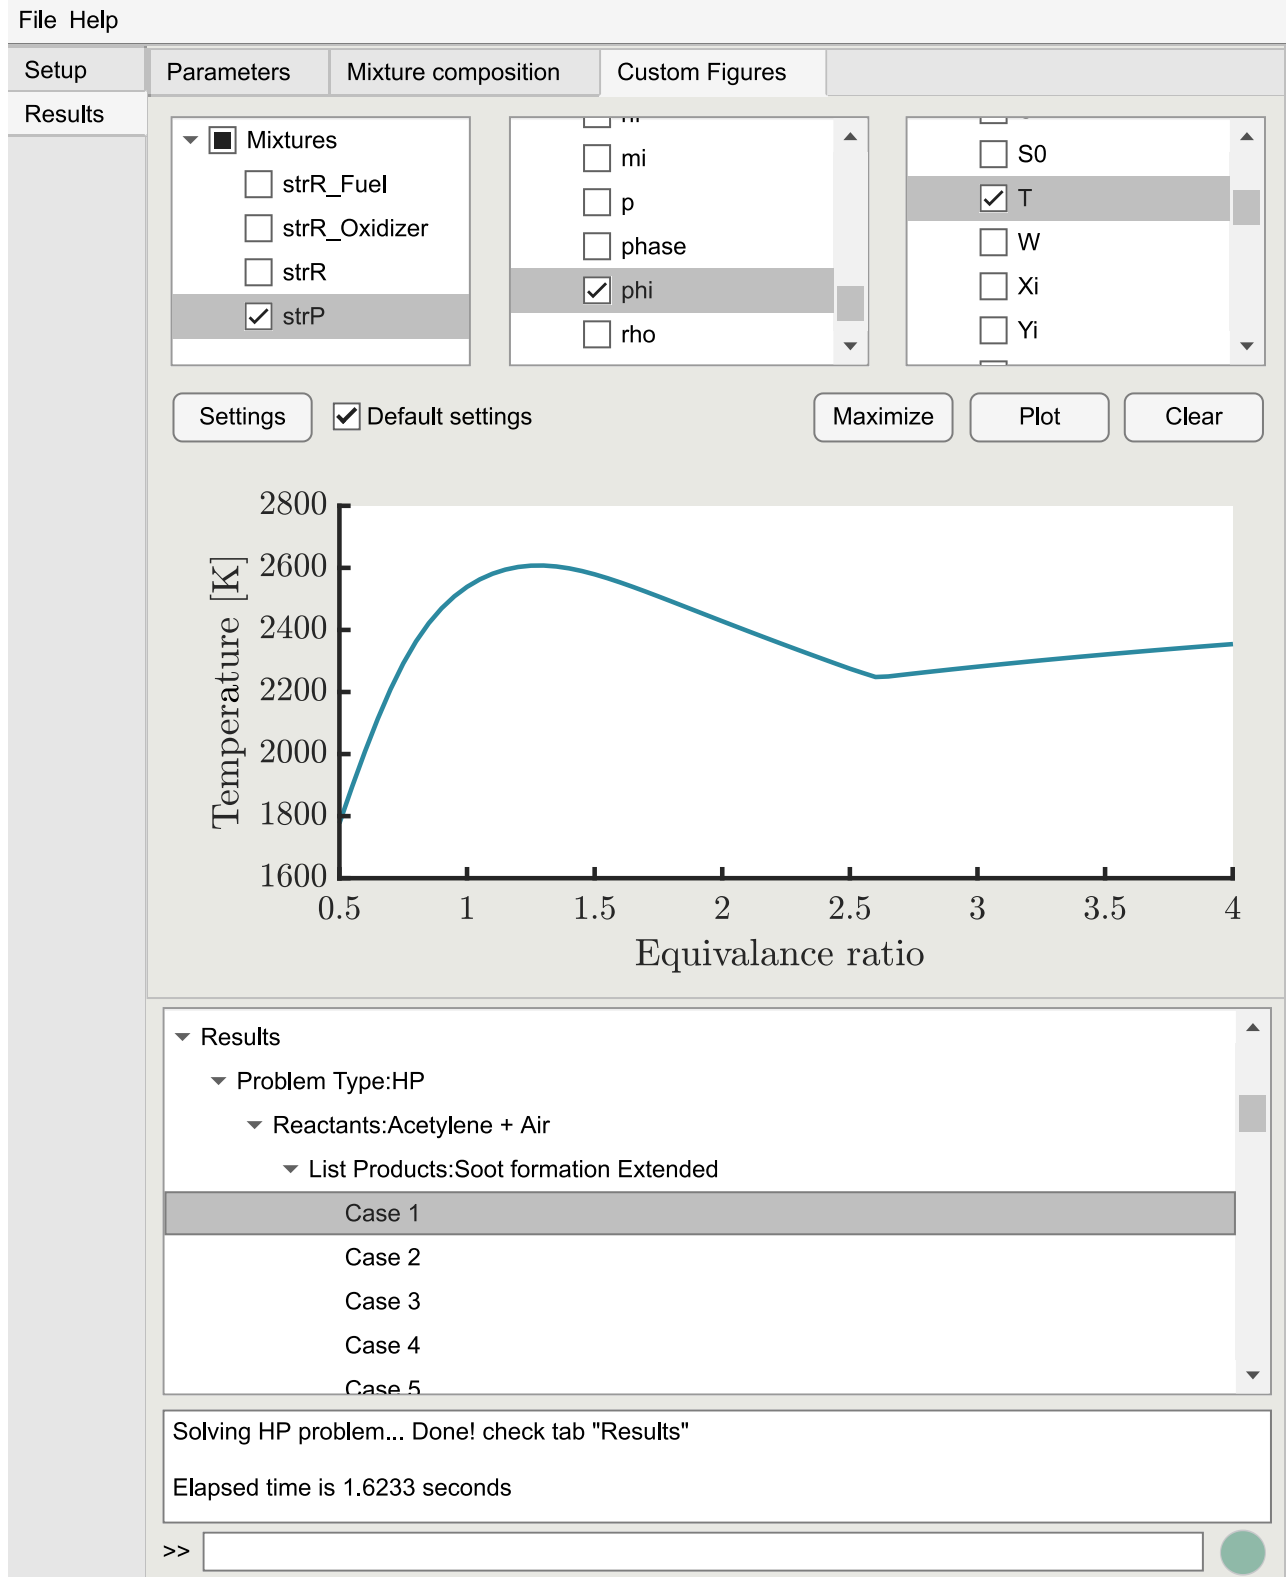 File Help
Setup
Results
Parameters
Mixture composition
Custom Figures
Mixtures
strR_Fuel
strR_Oxidizer
strR
strP
mi
p
phase
phi
rho
S0
T
W
Xi
Yi
Settings
Default settings
Maximize
Plot
Clear
2800
2600
2400
2200
2000
1800
1600
Temperature [K]
0.5 1 1.5 2 2.5 3 3.5 4
Equivalance ratio
Results
Problem Type:HP
Reactants:Acetylene + Air
List Products:Soot formation Extended
Case 1
Case 2
Case 3
Case 4
Case 5
Solving HP problem... Done! check tab "Results"
Elapsed time is 1.6233 seconds
>>